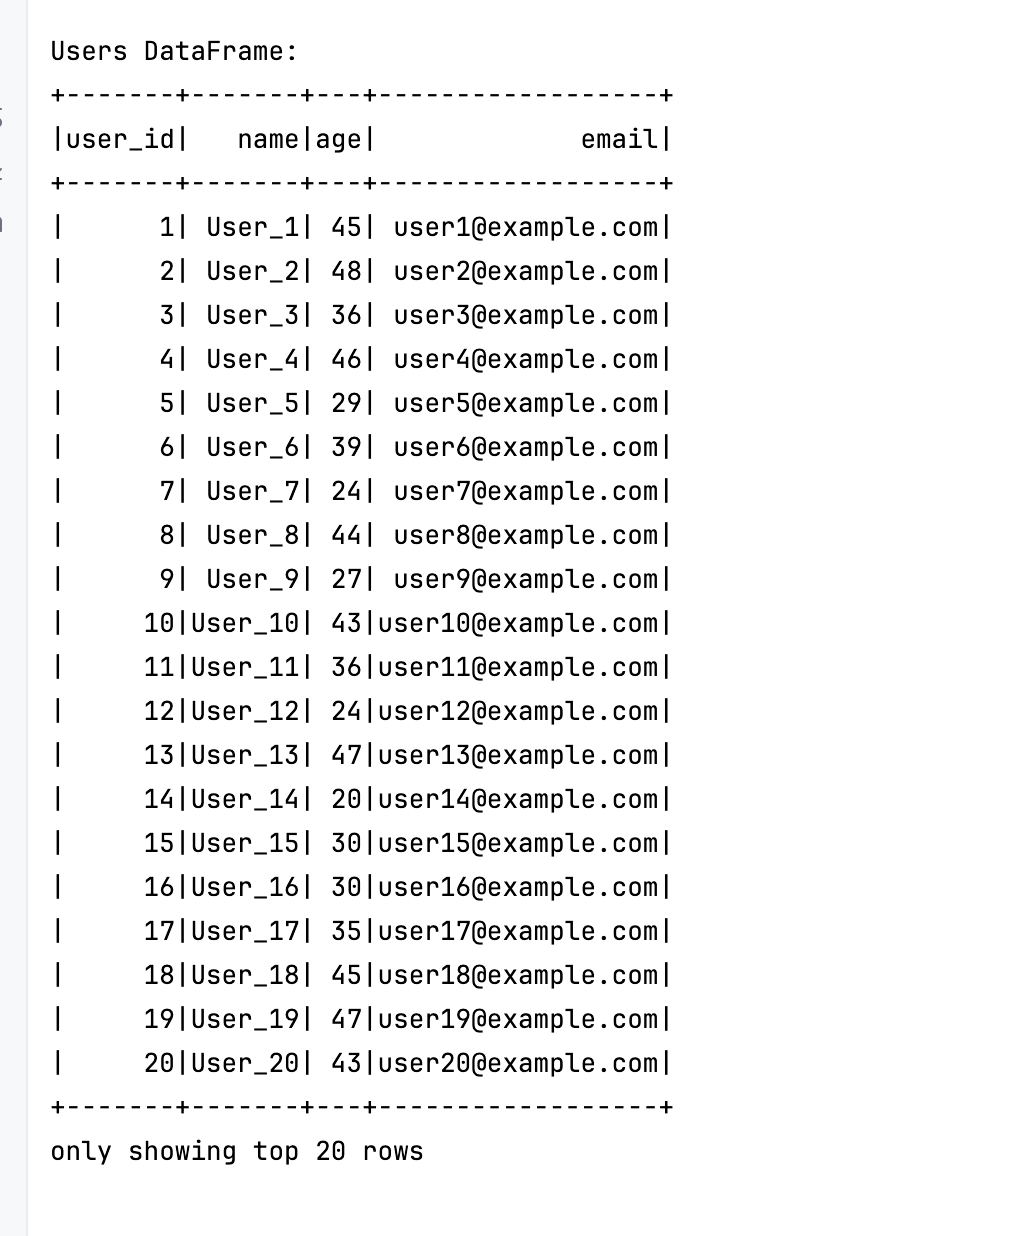 Users DataFrame:
+-------+-------+---+------------------+
|user_id|   name|age|             email|
+-------+-------+---+------------------+
|      1| User_1| 45| user1@example.com|
|      2| User_2| 48| user2@example.com|
|      3| User_3| 36| user3@example.com|
|      4| User_4| 46| user4@example.com|
|      5| User_5| 29| user5@example.com|
|      6| User_6| 39| user6@example.com|
|      7| User_7| 24| user7@example.com|
|      8| User_8| 44| user8@example.com|
|      9| User_9| 27| user9@example.com|
|     10|User_10| 43|user10@example.com|
|     11|User_11| 36|user11@example.com|
|     12|User_12| 24|user12@example.com|
|     13|User_13| 47|user13@example.com|
|     14|User_14| 20|user14@example.com|
|     15|User_15| 30|user15@example.com|
|     16|User_16| 30|user16@example.com|
|     17|User_17| 35|user17@example.com|
|     18|User_18| 45|user18@example.com|
|     19|User_19| 47|user19@example.com|
|     20|User_20| 43|user20@example.com|
+-------+-------+---+------------------+
only showing top 20 rows